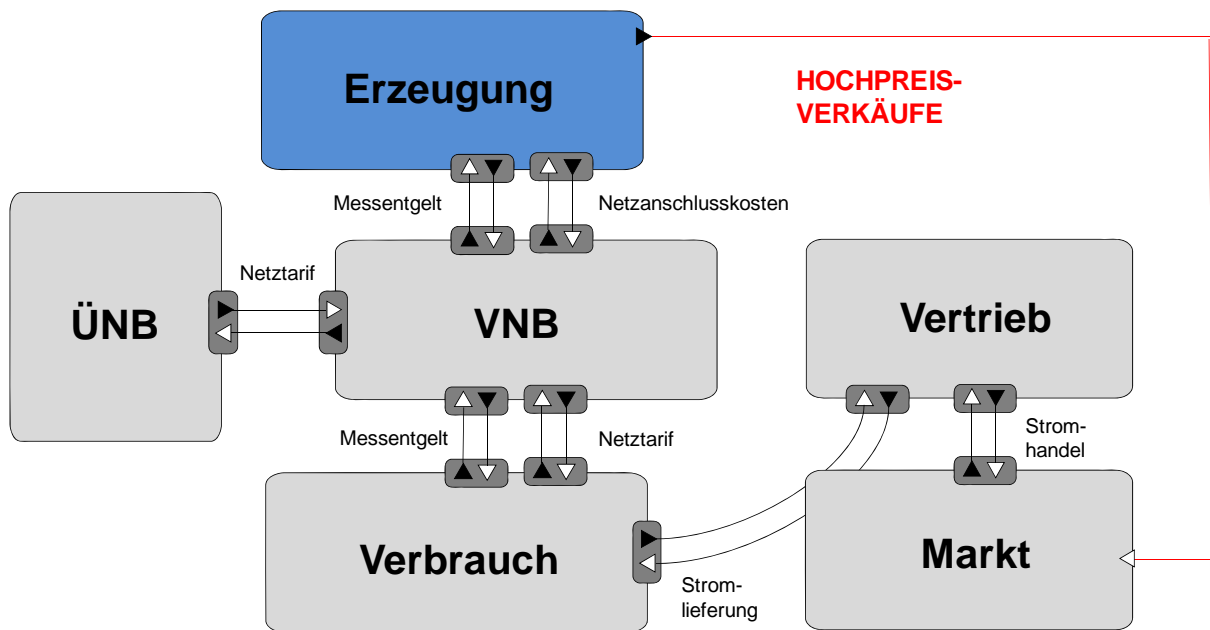 Erzeugung
HOCHPREIS-
VERKÄUFE
Messentgelt
Netzanschlusskosten
Netztarif
ÜNB
VNB
Vertrieb
Messentgelt
Netztarif
Strom-
handel
Verbrauch
Markt
Strom-
lieferung